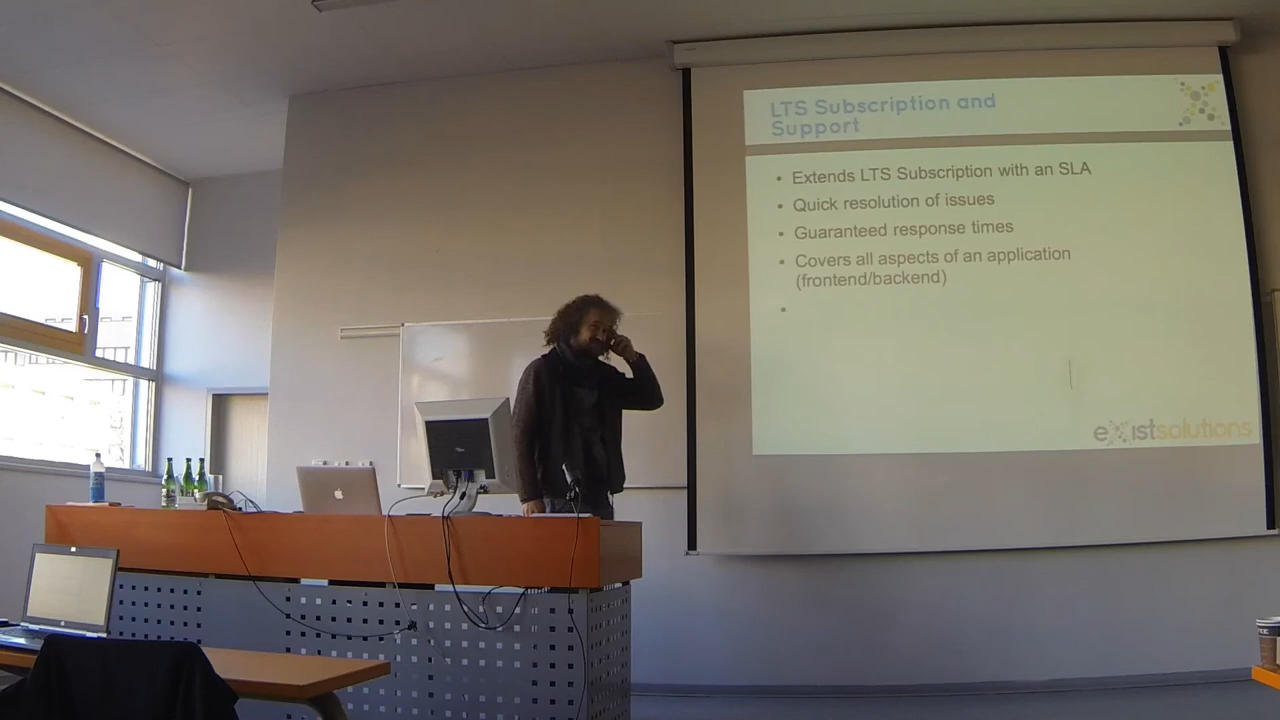 LTS Subscription and
Support
• Extends LTS Subscription with an SLA
• Quick resolution of issues
• Guaranteed response times
• Covers all aspects of an application
(frontend/backend)
•
existsolutions